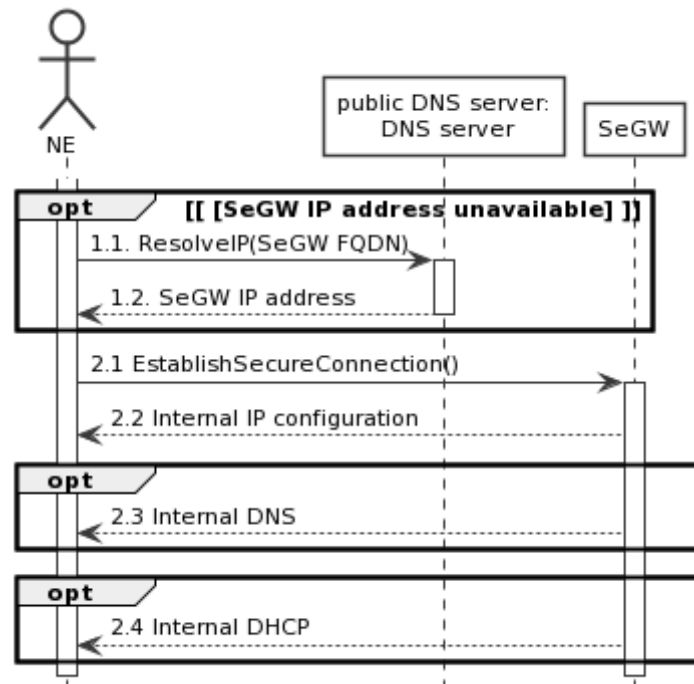 NE
public DNS server:
DNS server
SeGW
opt
[[ [SeGW IP address unavailable] ]]
1.1. ResolveIP(SeGW FQDN)
1.2. SeGW IP address
2.1 EstablishSecureConnection()
2.2 Internal IP configuration
opt
2.3 Internal DNS
opt
2.4 Internal DHCP